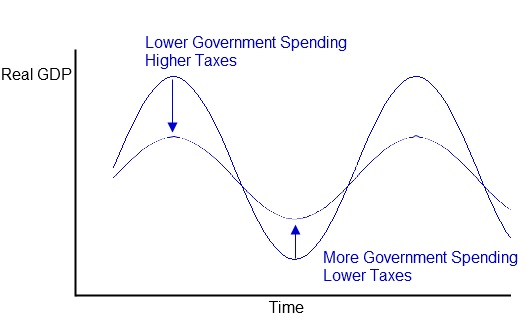 Lower Government Spending
Higher Taxes
Real GDP
More Government Spending
Lower Taxes
Time